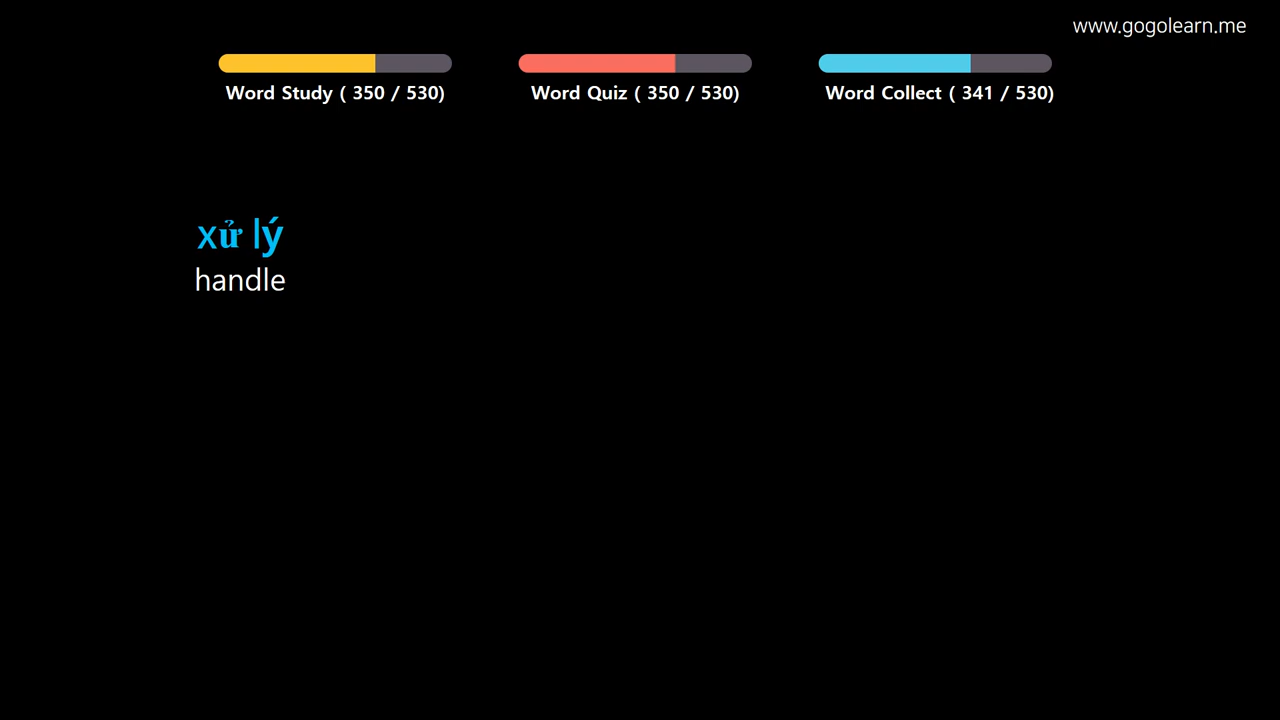 www.gogolearn.me
Word Study ( 350 / 530)
Word Quiz ( 350 / 530)
Word Collect ( 341 / 530)
xử lý
handle